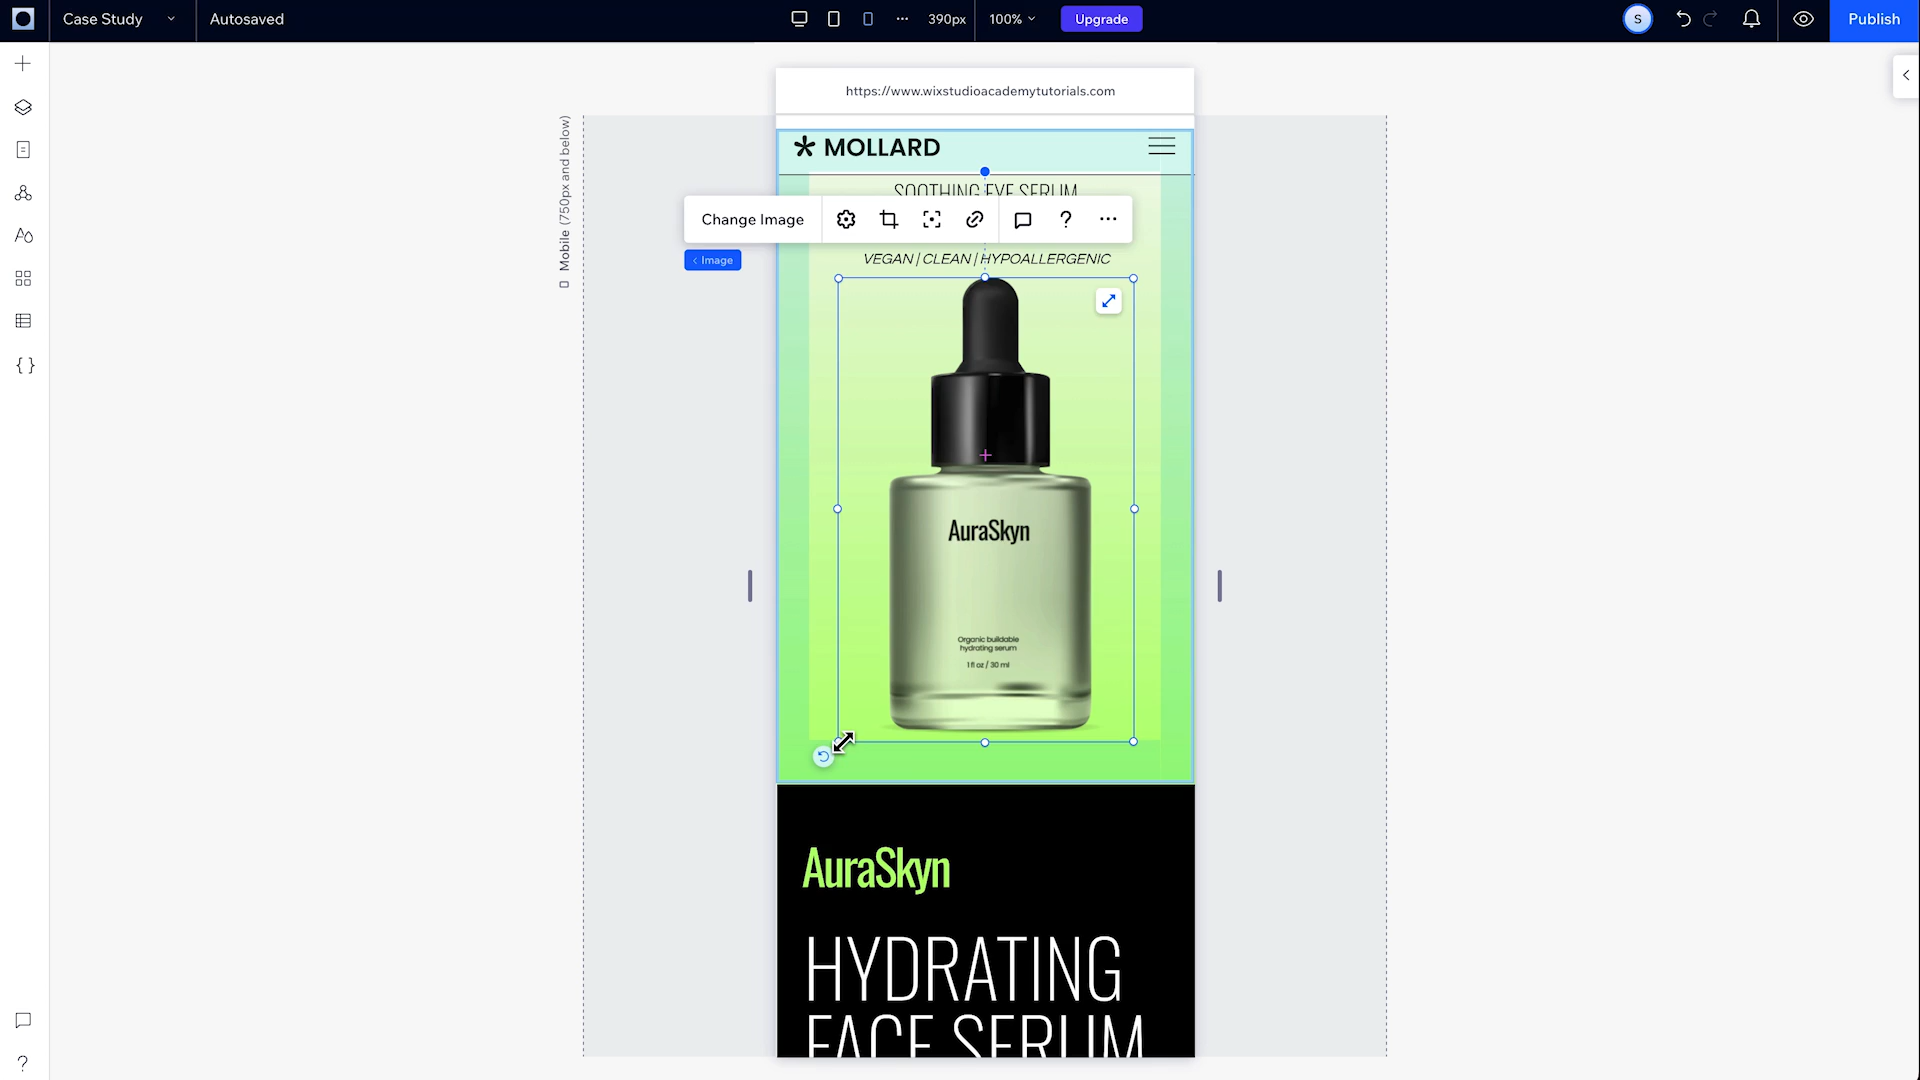 Case Study
Autosaved
390px
100%
Upgrade
S
Publish
https://www.wixstudioacademytutorials.com
Mobile (750px and below)
MOLLARD
SOOTHING EYE SERUM
Change Image
?
Image
VEGAN | CLEAN | HYPOALLERGENIC
AuraSkyn
Organic buildable
hydrating serum
1 fl oz / 30 ml
AuraSkyn
HYDRATING
FACE SERUM
?